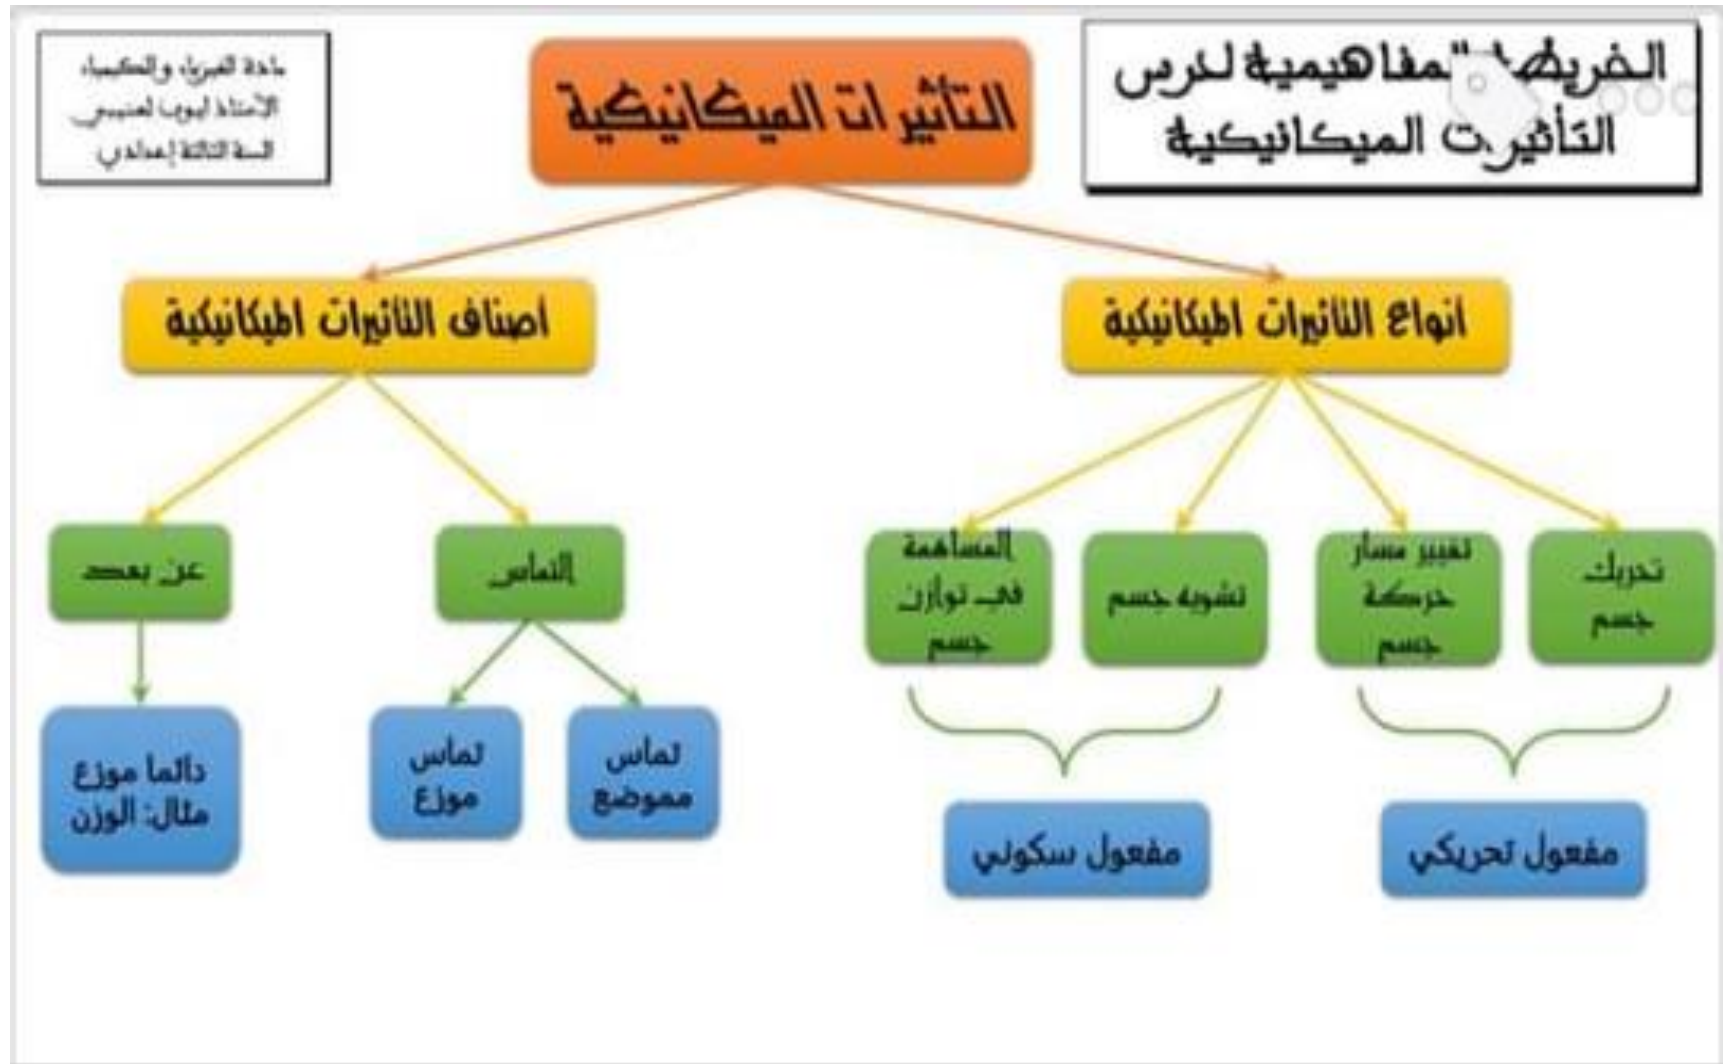 الخريطة المفاهيمية لدرس
التأثيرات الميكانيكية
التأثيرات الميكانيكية
مادة الفيزياء والكيمياء
الأستاذ أيوب
السنة الثالثة إعدادي
أنواع التأثيرات الميكانيكية
أصناف التأثيرات الميكانيكية
تحريك
جسم
تغيير مسار
حركة
جسم
تشويه جسم
المساهمة
في توازن
جسم
التماس
عن بعد
مفعول تحريكي
مفعول سكوني
تماس
مموضع
تماس
موزع
دائما موزع
مثال: الوزن